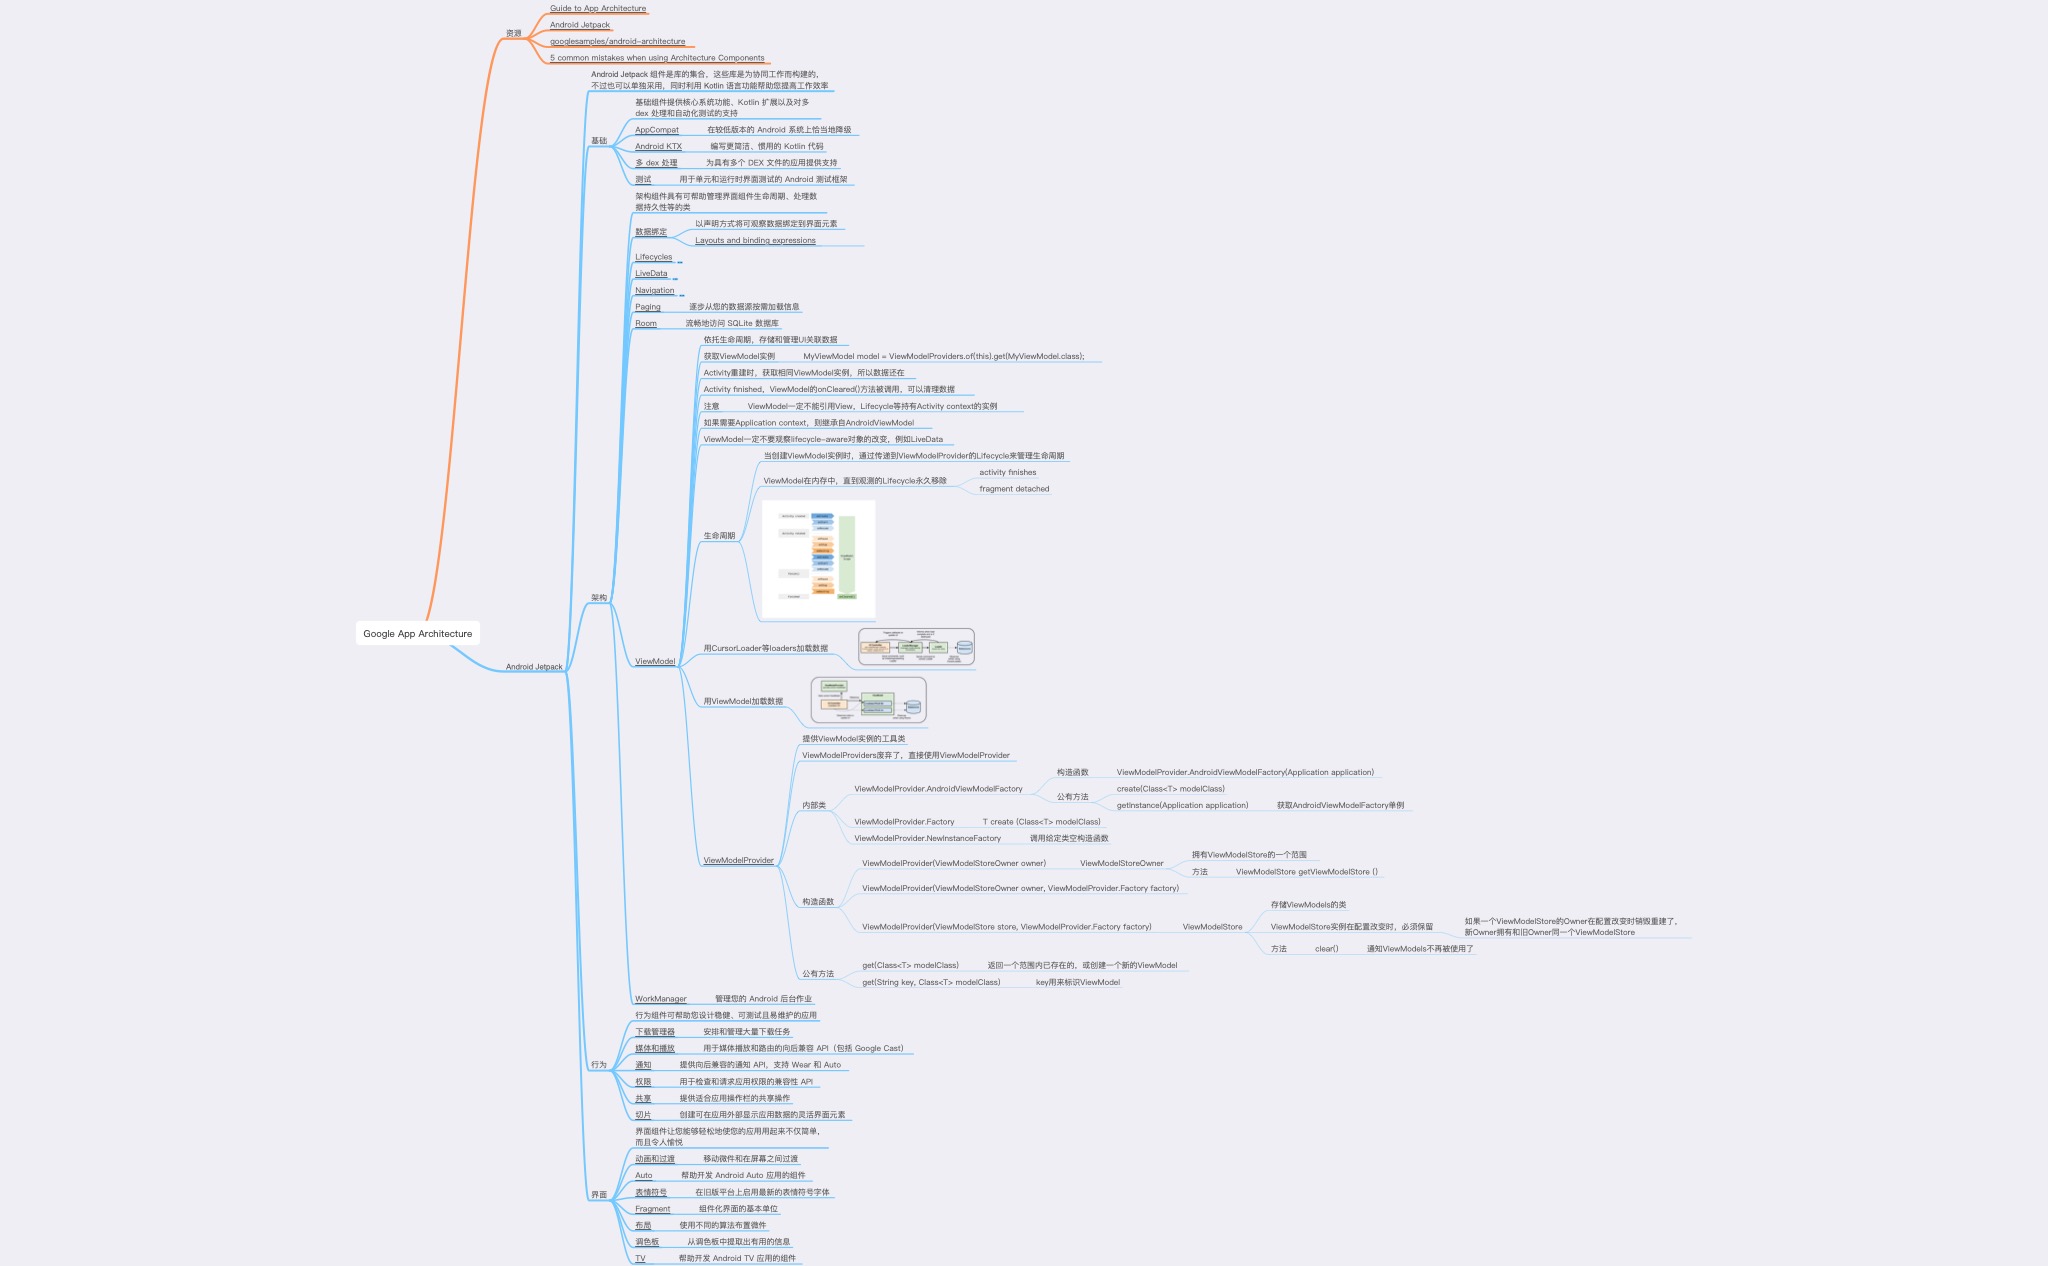 Guide to App Architecture
Android Jetpack
资源
googlesamples/android-architecture
5 common mistakes when using Architecture Components
Android Jetpack 组件是库的集合，这些库是为协同工作而构建的，
不过也可以单独采用，同时利用 Kotlin 语言功能帮助您提高工作效率
基础组件提供核心系统功能、Kotlin 扩展以及对多
dex 处理和自动化测试的支持
AppCompat 在较低版本的 Android 系统上恰当地降级
基础
Android KTX 编写更简洁、惯用的 Kotlin 代码
多 dex 处理 为具有多个 DEX 文件的应用提供支持
测试 用于单元和运行时界面测试的 Android 测试框架
架构组件具有可帮助管理界面组件生命周期、处理数
据持久性等的类
以声明方式将可观察数据绑定到界面元素
数据绑定
Layouts and binding expressions
Lifecycles
LiveData
Navigation
Paging 逐步从您的数据源按需加载信息
Room 流畅地访问 SQLite 数据库
依托生命周期，存储和管理UI关联数据
获取ViewModel实例 MyViewModel model = ViewModelProviders.of(this).get(MyViewModel.class);
Activity重建时，获取相同ViewModel实例，所以数据还在
Activity finished，ViewModel的onCleared()方法被调用，可以清理数据
注意 ViewModel一定不能引用View，Lifecycle等持有Activity context的实例
如果需要Application context，则继承自AndroidViewModel
ViewModel一定不要观察lifecycle-aware对象的改变，例如LiveData
当创建ViewModel实例时，通过传递到ViewModelProvider的Lifecycle来管理生命周期
activity finishes
ViewModel在内存中，直到观测的Lifecycle永久移除
fragment detached
生命周期
架构
Google App Architecture
用CursorLoader等loaders加载数据
ViewModel
Android Jetpack
用ViewModel加载数据
提供ViewModel实例的工具类
ViewModelProviders废弃了，直接使用ViewModelProvider
构造函数 ViewModelProvider.AndroidViewModelFactory(Application application)
ViewModelProvider.AndroidViewModelFactory
create(Class<T> modelClass)
公有方法
getInstance(Application application) 获取AndroidViewModelFactory单例
内部类
ViewModelProvider.Factory T create (Class<T> modelClass)
ViewModelProvider.NewInstanceFactory 调用给定类空构造函数
拥有ViewModelStore的一个范围
ViewModelProvider
ViewModelProvider(ViewModelStoreOwner owner) ViewModelStoreOwner
方法 ViewModelStore getViewModelStore ()
ViewModelProvider(ViewModelStoreOwner owner, ViewModelProvider.Factory factory)
构造函数
存储ViewModels的类
ViewModelProvider(ViewModelStore store, ViewModelProvider.Factory factory) ViewModelStore
ViewModelStore实例在配置改变时，必须保留
如果一个ViewModelStore的Owner在配置改变时销毁重建了，
新Owner拥有和旧Owner同一个ViewModelStore
方法 clear() 通知ViewModels不再被使用了
get(Class<T> modelClass) 返回一个范围内已存在的，或创建一个新的ViewModel
公有方法
get(String key, Class<T> modelClass) key用来标识ViewModel
WorkManager 管理您的 Android 后台作业
行为组件可帮助您设计稳健、可测试且易维护的应用
下载管理器 安排和管理大量下载任务
媒体和播放 用于媒体播放和路由的向后兼容 API（包括 Google Cast）
行为
通知 提供向后兼容的通知 API，支持 Wear 和 Auto
权限 用于检查和请求应用权限的兼容性 API
共享 提供适合应用操作栏的共享操作
切片 创建可在应用外部显示应用数据的灵活界面元素
界面组件让您能够轻松地使您的应用用起来不仅简单，
而且令人愉悦
动画和过渡 移动微件和在屏幕之间过渡
Auto 帮助开发 Android Auto 应用的组件
表情符号 在旧版平台上启用最新的表情符号字体
界面
Fragment 组件化界面的基本单位
布局 使用不同的算法布置微件
调色板 从调色板中提取出有用的信息
TV 帮助开发 Android TV 应用的组件